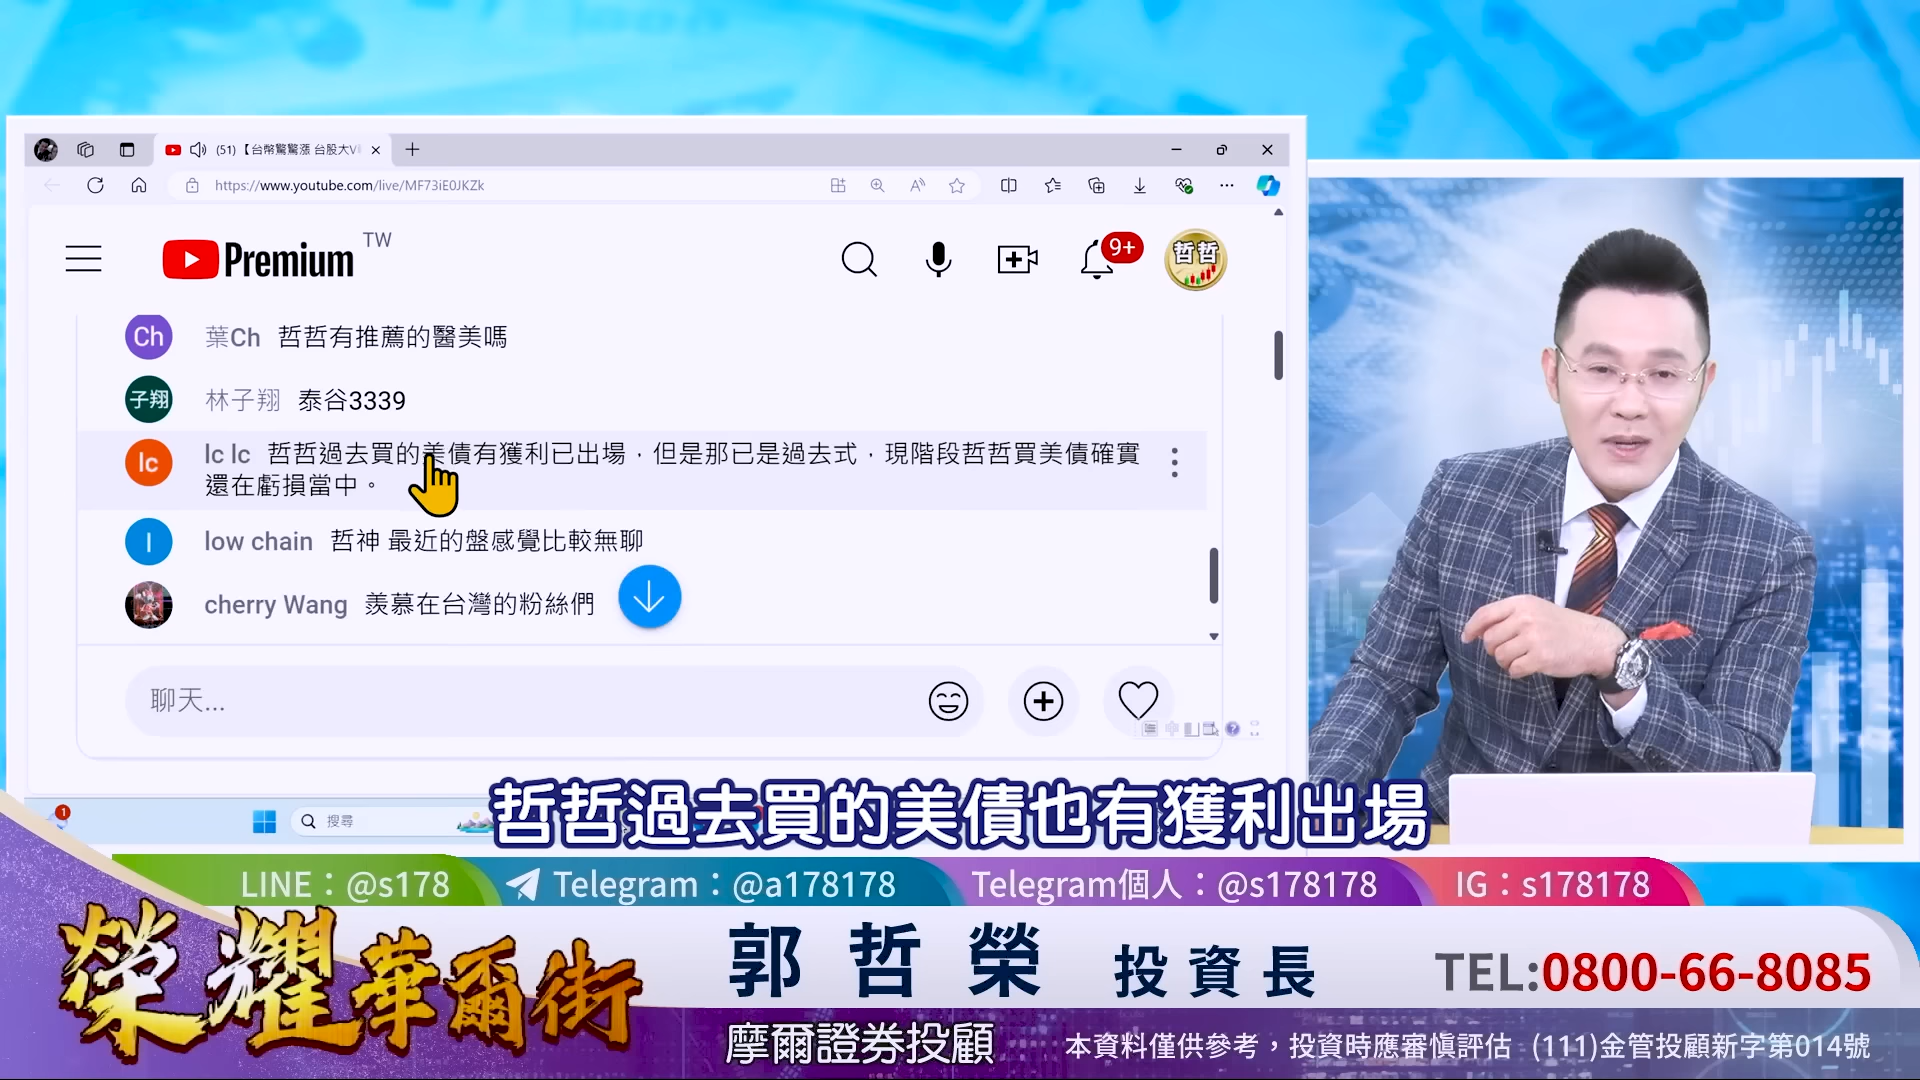 (51)【台幣驚驚漲 台股大V
https://www.youtube.com/live/MF73iE0JKZk
Premium TW
9+
哲哲
Ch 葉Ch 哲哲有推薦的醫美嗎
子翔 林子翔 泰谷3339
lc lc lc 哲哲過去買的美債有獲利已出場，但是那已是過去式，現階段哲哲買美債確實
還在虧損當中。
l low chain 哲神 最近的盤感覺比較無聊
cherry Wang 羨慕在台灣的粉絲們
聊天...
1
搜尋
哲哲過去買的美債也有獲利出場
LINE：@s178 Telegram：@a178178 Telegram個人：@s178178 IG：s178178
榮耀華爾街
郭哲榮 投資長 TEL:0800-66-8085
摩爾證券投顧 本資料僅供參考，投資時應審慎評估 (111)金管投顧新字第014號